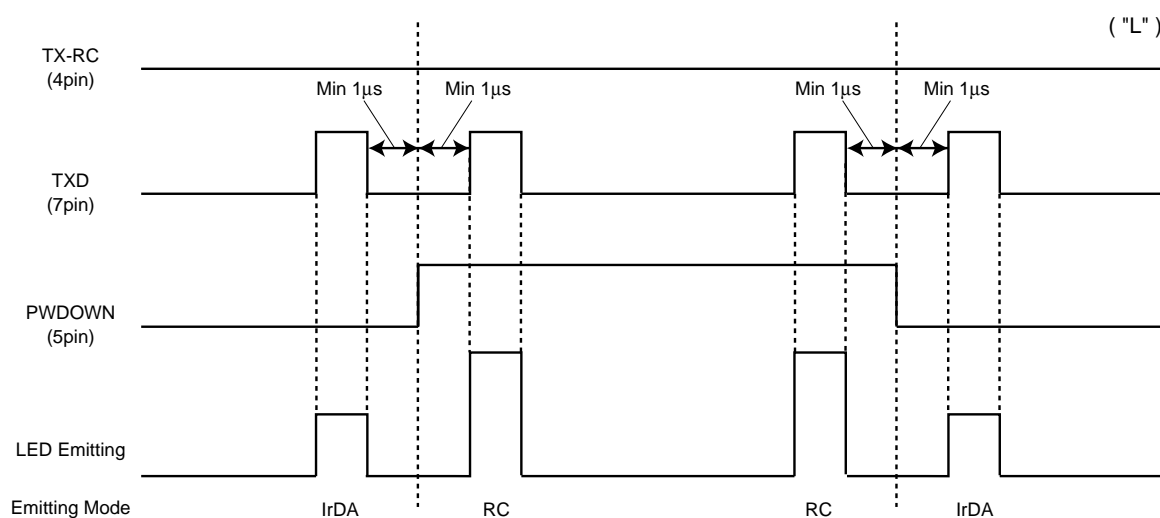 ( "L" )
TX-RC
(4pin)
Min 1μs Min 1μs Min 1μs Min 1μs
TXD
(7pin)
PWDOWN
(5pin)
LED Emitting
Emitting Mode IrDA RC RC IrDA